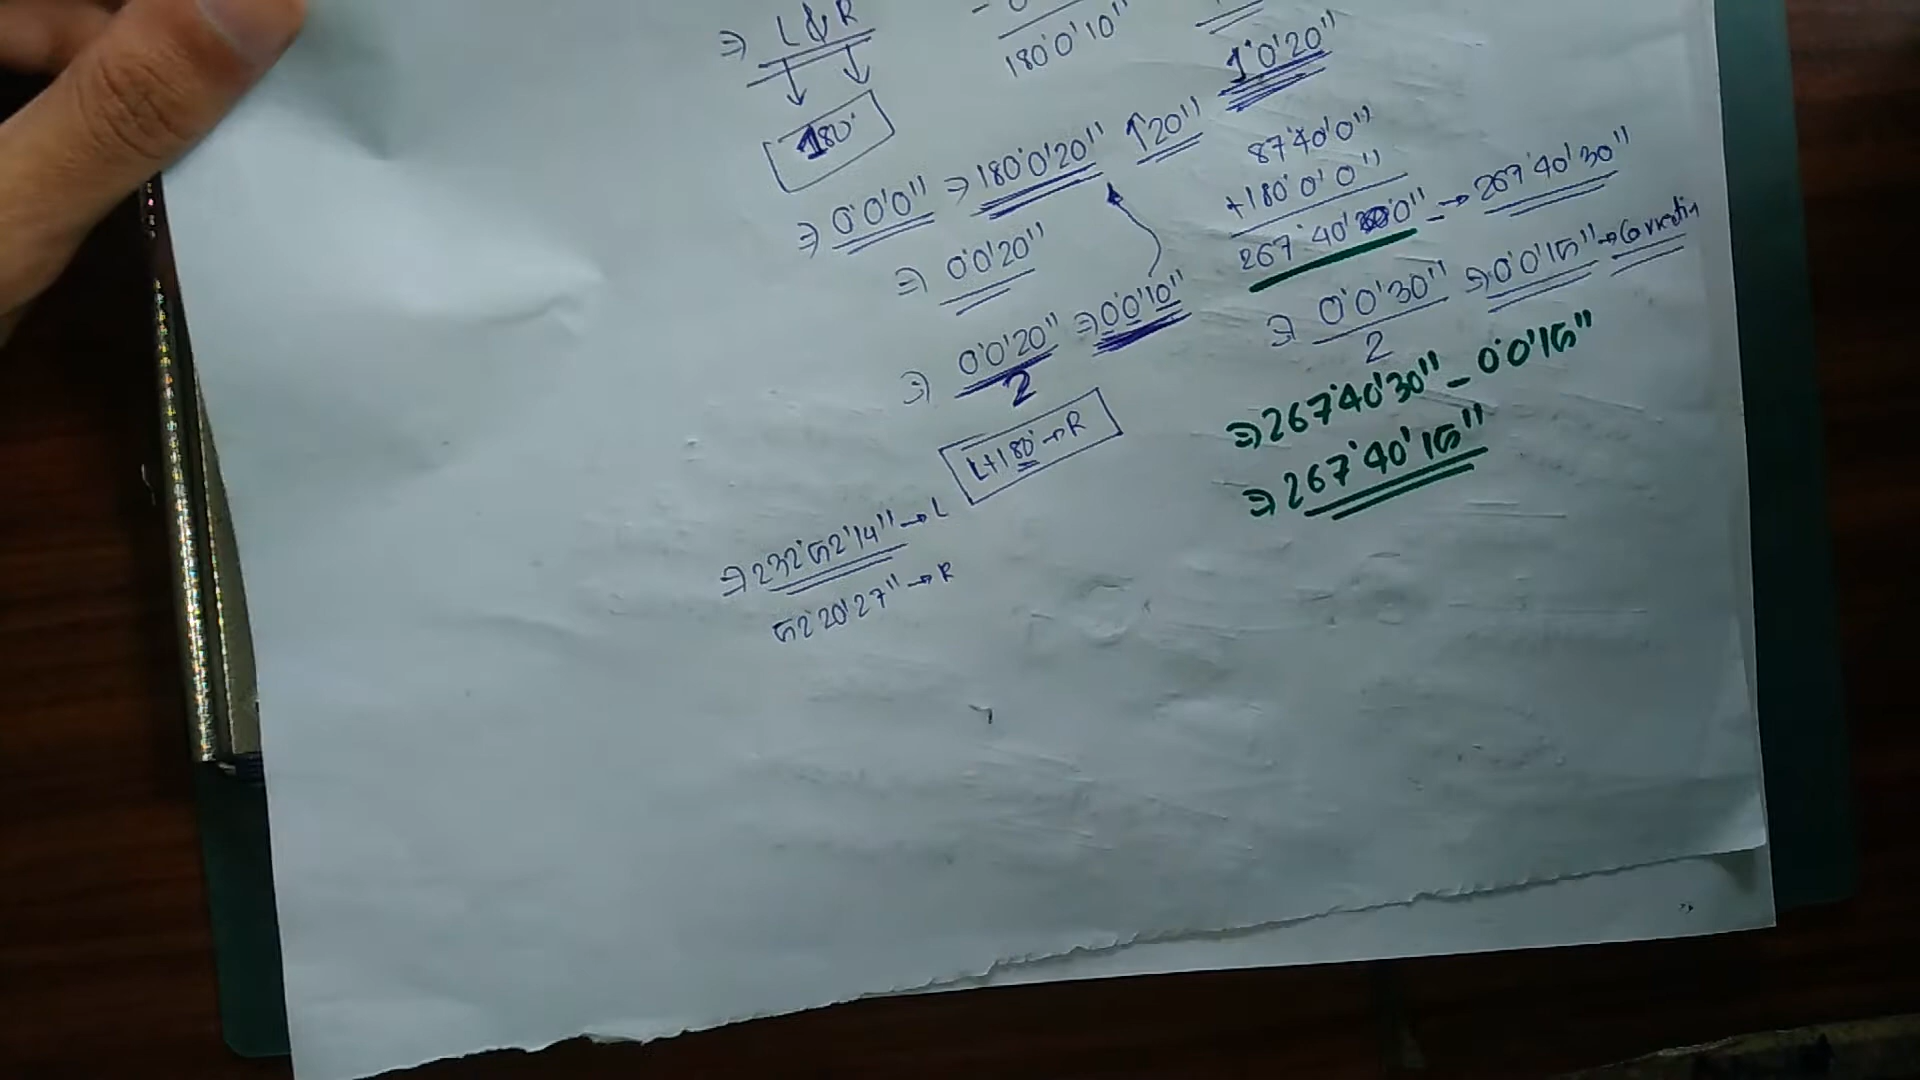 ⇒ L & R
180°
180°0'10"
1°0'20"
⇒ 0°0'0" ⇒ 180°0'20" 1'20"
⇒ 0°0'20"
⇒ 0°0'20" / 2 ⇒ 0°0'10"
L+180° → R
⇒ 232°52'14" → L
52°20'27" → R
87°40'0"
+180°0'0"
267°40' 0" → 267°40'30"
⇒ 0°0'30" / 2 ⇒ 0°0'15" →
⇒ 267°40'30" - 0°0'15"
⇒ 267°40'15"